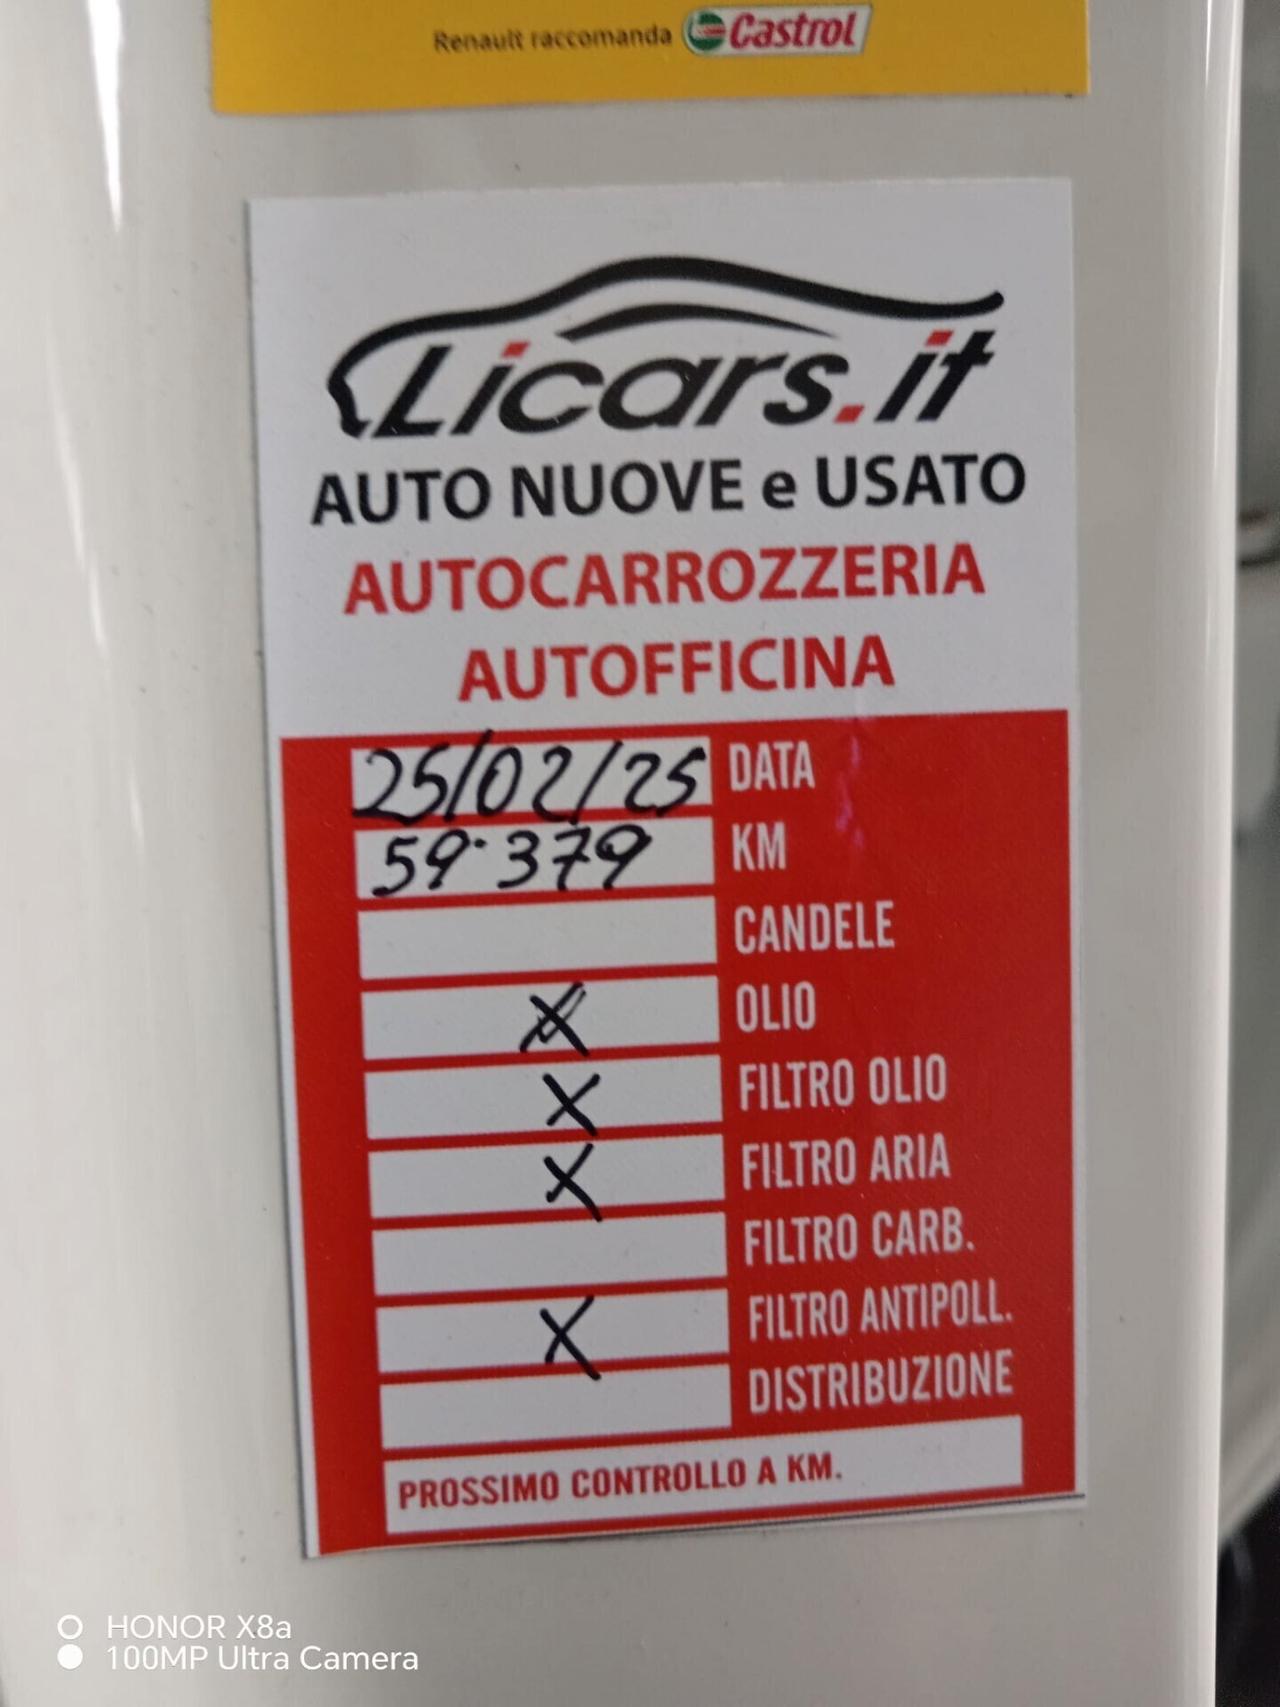 Renault raccomanda Castrol
Licars.it
AUTO NUOVE e USATO
AUTOCARROZZERIA
AUTOFFICINA
25/02/25 DATA
59.379 KM
CANDELE
X OLIO
X FILTRO OLIO
X FILTRO ARIA
FILTRO CARB.
X FILTRO ANTIPOLL.
DISTRIBUZIONE
PROSSIMO CONTROLLO A KM.
HONOR X8a
100MP Ultra Camera